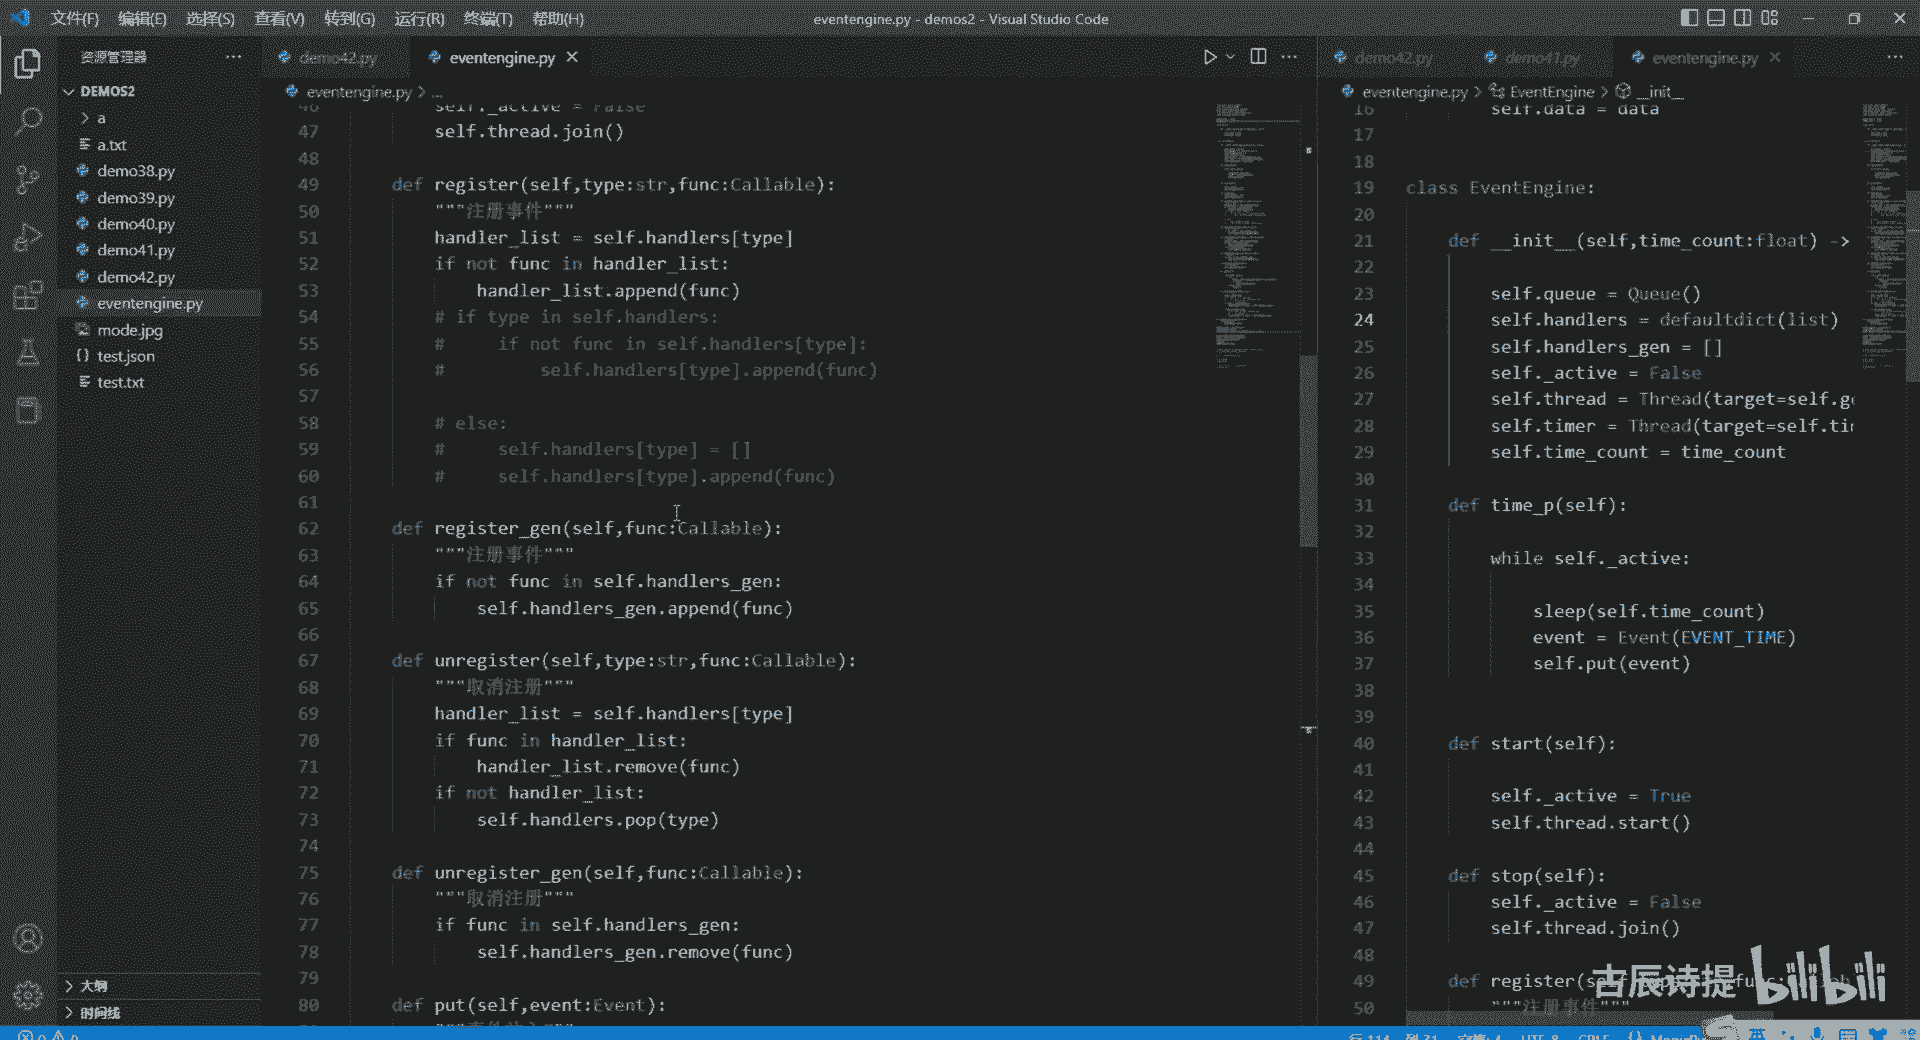 文件(F) 编辑(E) 选择(S) 查看(V) 转到(G) 运行(R) 终端(T) 帮助(H)
eventengine.py - demos2 - Visual Studio Code
资源管理器
DEMOS2
a
a.txt
demo38.py
demo39.py
demo40.py
demo41.py
demo42.py
eventengine.py
mode.jpg
test.json
test.txt
大纲
时间线
demo42.py eventengine.py
eventengine.py > ...
46 self._active = False
47 self.thread.join()
48
49 def register(self,type:str,func:Callable):
50 """注册事件"""
51 handler_list = self.handlers[type]
52 if not func in handler_list:
53 handler_list.append(func)
54 # if type in self.handlers:
55 # if not func in self.handlers[type]:
56 # self.handlers[type].append(func)
57
58 # else:
59 # self.handlers[type] = []
60 # self.handlers[type].append(func)
61
62 def register_gen(self,func:Callable):
63 """注册事件"""
64 if not func in self.handlers_gen:
65 self.handlers_gen.append(func)
66
67 def unregister(self,type:str,func:Callable):
68 """取消注册"""
69 handler_list = self.handlers[type]
70 if func in handler_list:
71 handler_list.remove(func)
72 if not handler_list:
73 self.handlers.pop(type)
74
75 def unregister_gen(self,func:Callable):
76 """取消注册"""
77 if func in self.handlers_gen:
78 self.handlers_gen.remove(func)
79
80 def put(self,event:Event):
demo42.py demo41.py eventengine.py
eventengine.py > EventEngine > __init__
16 self.data = data
17
18
19 class EventEngine:
20
21 def __init__(self,time_count:float) ->
22
23 self.queue = Queue()
24 self.handlers = defaultdict(list)
25 self.handlers_gen = []
26 self._active = False
27 self.thread = Thread(target=self.ge
28 self.timer = Thread(target=self.tim
29 self.time_count = time_count
30
31 def time_p(self):
32
33 while self._active:
34
35 sleep(self.time_count)
36 event = Event(EVENT_TIME)
37 self.put(event)
38
39
40 def start(self):
41
42 self._active = True
43 self.thread.start()
44
45 def stop(self):
46 self._active = False
47 self.thread.join()
48
49 def register(self
50 """注册事件"""
古辰诗提 bilibili